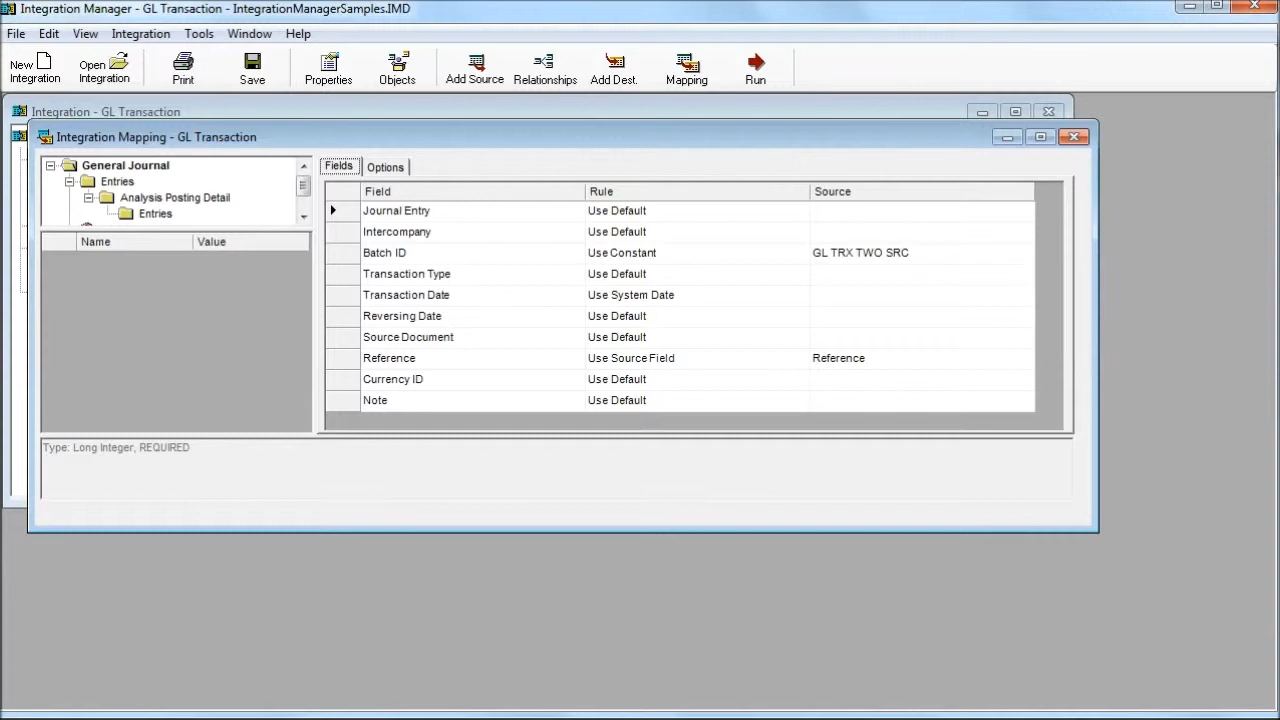 Integration Manager - GL Transaction - IntegrationManagerSamples.IMD
File Edit View Integration Tools Window Help
New Integration
Open Integration
Print
Save
Properties
Objects
Add Source
Relationships
Add Dest.
Mapping
Run
Integration - GL Transaction
Integration Mapping - GL Transaction
General Journal
Entries
Analysis Posting Detail
Entries
Name Value
Fields Options
Field Rule Source
Journal Entry Use Default
Intercompany Use Default
Batch ID Use Constant GL TRX TWO SRC
Transaction Type Use Default
Transaction Date Use System Date
Reversing Date Use Default
Source Document Use Default
Reference Use Source Field Reference
Currency ID Use Default
Note Use Default
Type: Long Integer, REQUIRED